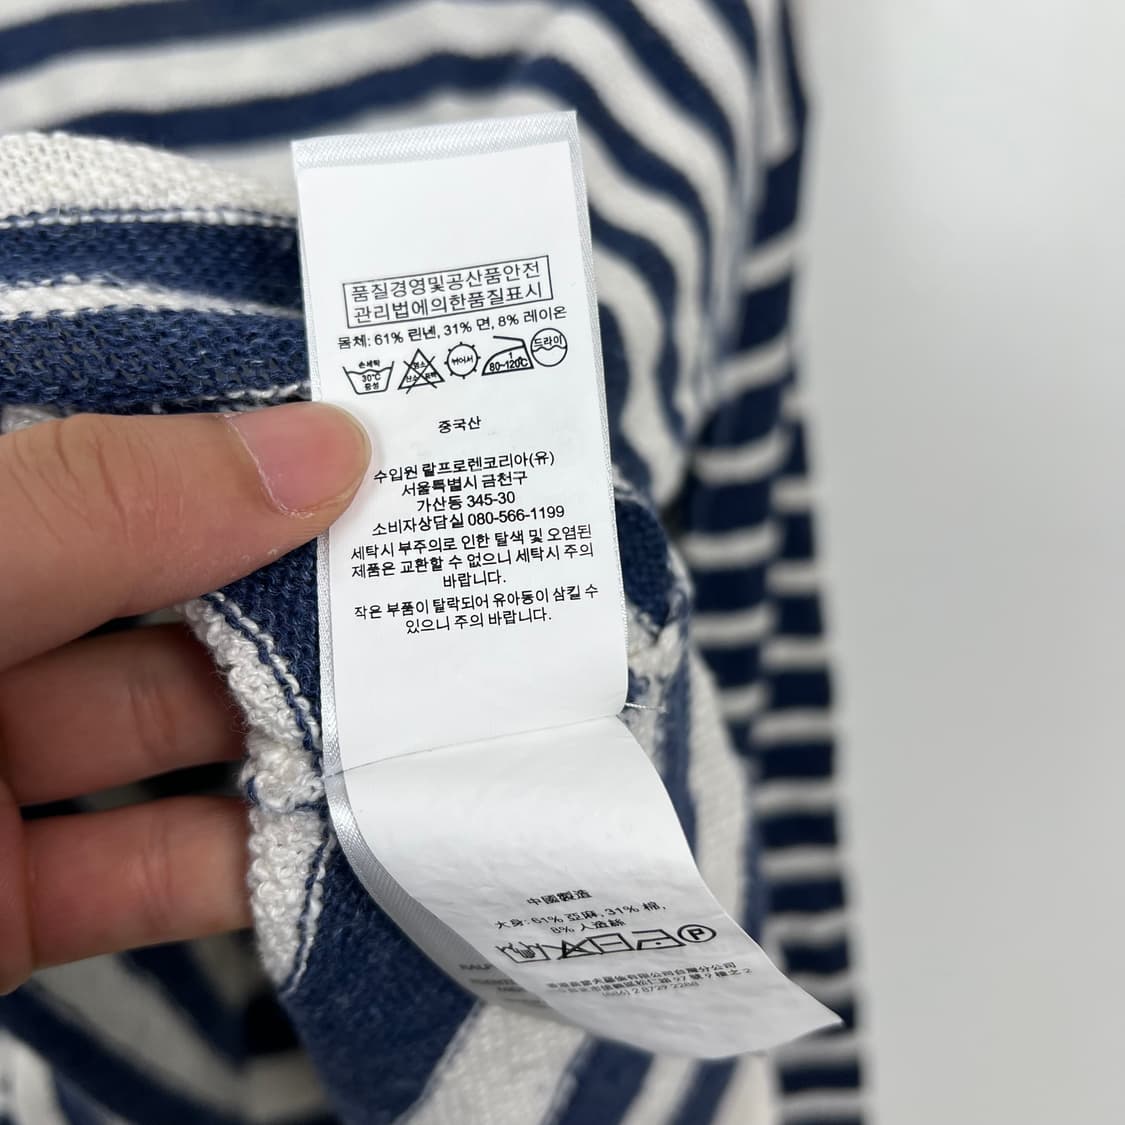 품질경영및공산품안전
관리법에의한품질표시
몸체: 61% 린넨, 31% 면, 8% 레이온
손세탁
30°C
중성
뉘어서
1
80~120°C
드라이
중국산
수입원 랄프로렌코리아(유)
서울특별시 금천구
가산동 345-30
소비자상담실 080-566-1199
세탁시 부주의로 인한 탈색 및 오염된
제품은 교환할 수 없으니 세탁시 주의
바랍니다.
작은 부품이 탈락되어 유아동이 삼킬 수
있으니 주의 바랍니다.
中國製造
大身: 61% 亞麻, 31% 棉,
8% 人造絲
P